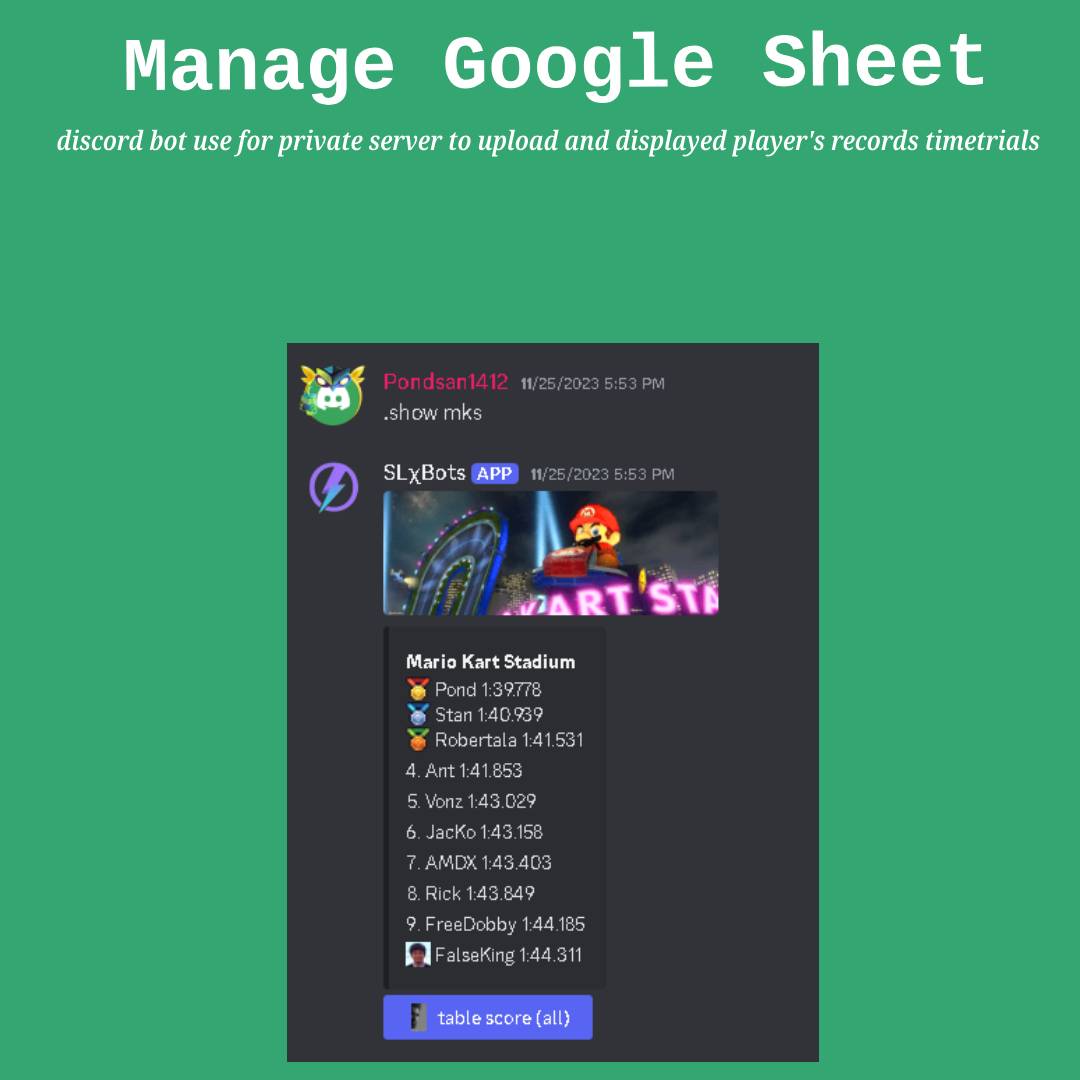 Manage Google Sheet
discord bot use for private server to upload and displayed player's records timetrials
Pondsan1412 11/25/2023 5:53 PM
.show mks
SLχBots APP 11/25/2023 5:53 PM
KART STA
Mario Kart Stadium
Pond 1:39.778
Stan 1:40.939
Robertala 1:41.531
4. Ant 1:41.853
5. Vonz 1:43.029
6. JacKo 1:43.158
7. AMDX 1:43.403
8. Rick 1:43.849
9. FreeDobby 1:44.185
FalseKing 1:44.311
table score (all)